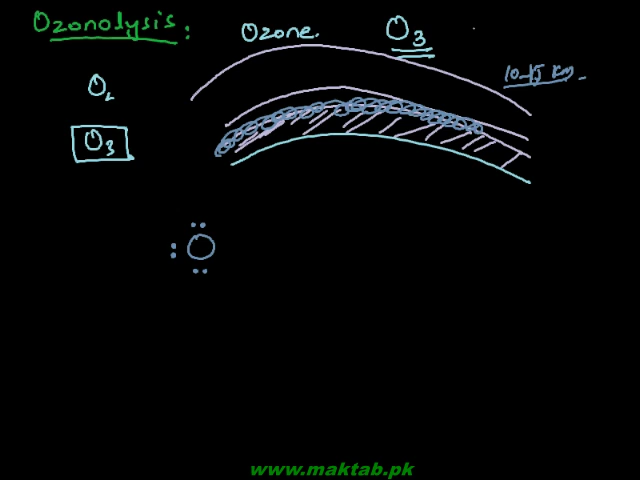 Ozonolysis:
Ozone. O3
10-15 km
O2
O3
:O
www.maktab.pk